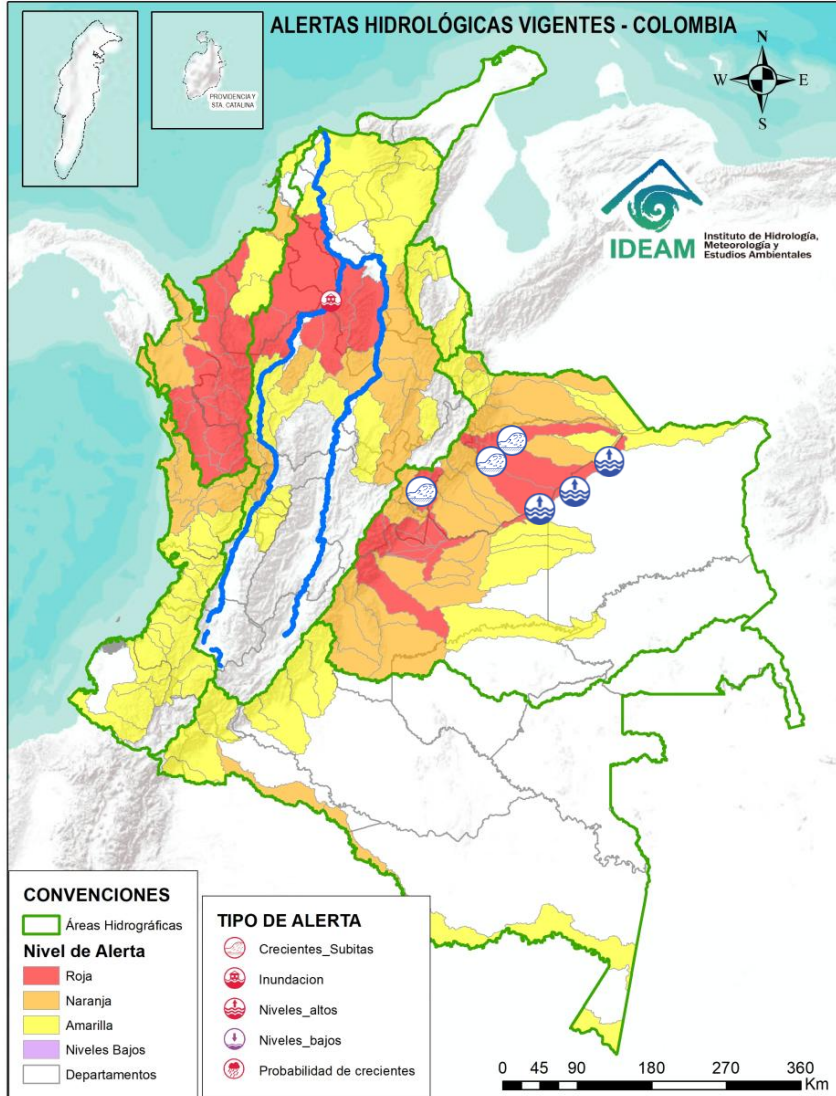 ALERTAS HIDROLÓGICAS VIGENTES - COLOMBIA
PROVIDENCIA Y
STA. CATALINA
N
W
E
S
IDEAM
Instituto de Hidrología,
Meteorología y
Estudios Ambientales
CONVENCIONES
Áreas Hidrográficas
Nivel de Alerta
Roja
Naranja
Amarilla
Niveles Bajos
Departamentos
TIPO DE ALERTA
Crecientes_Subitas
Inundacion
Niveles_altos
Niveles_bajos
Probabilidad de crecientes
0 45 90 180 270 360
Km